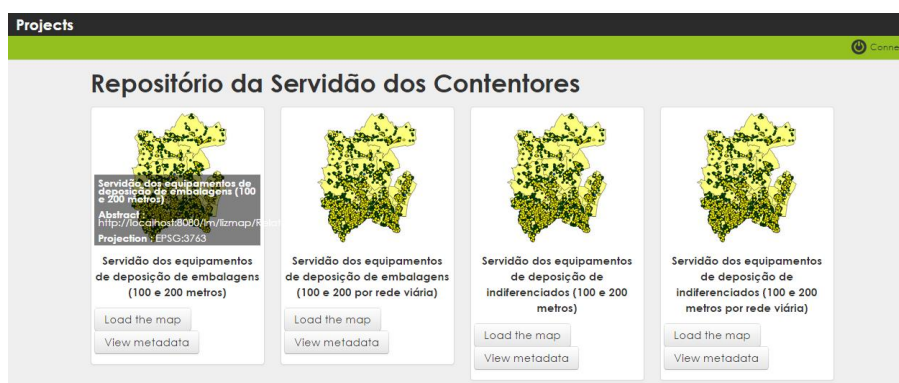 Projects
Conne
Repositório da Servidão dos Contentores
Servidão dos equipamentos de
deposição de embalagens (100
e 200 metros)
Abstract :
http://localhost:8080/lm/lizmap/Relat
Projection : EPSG:3763
Servidão dos equipamentos
de deposição de embalagens
(100 e 200 metros)
Load the map
View metadata
Servidão dos equipamentos
de deposição de embalagens
(100 e 200 por rede viária)
Load the map
View metadata
Servidão dos equipamentos
de deposição de
indiferenciados (100 e 200
metros)
Load the map
View metadata
Servidão dos equipamentos
de deposição de
indiferenciados (100 e 200
metros por rede viária)
Load the map
View metadata